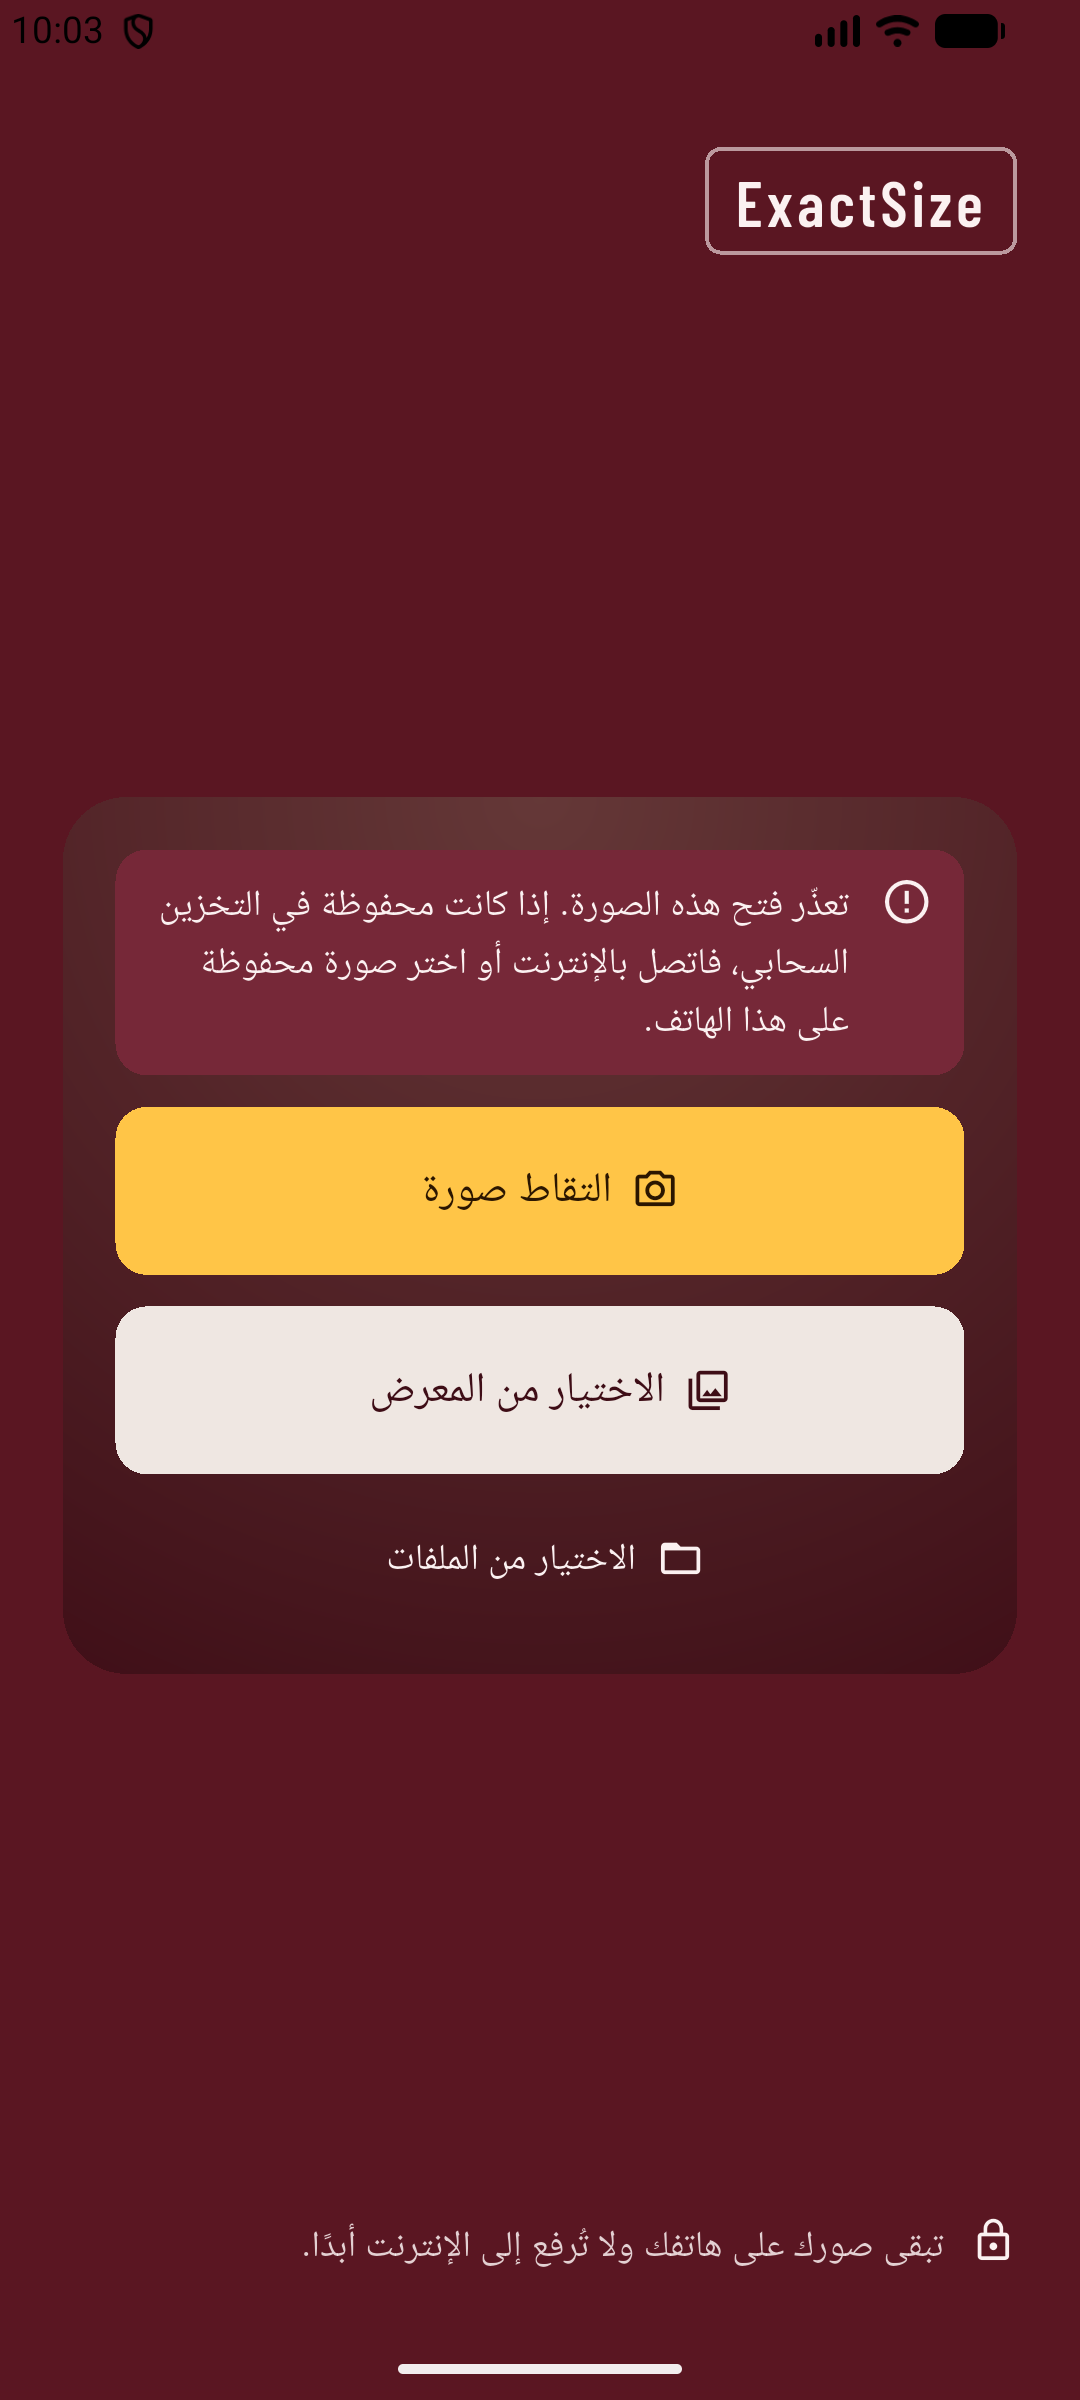 10:03
ExactSize
تعذّر فتح هذه الصورة. إذا كانت محفوظة في التخزين
السحابي، فاتصل بالإنترنت أو اختر صورة محفوظة
على هذا الهاتف.
التقاط صورة
الاختيار من المعرض
الاختيار من الملفات
تبقى صورك على هاتفك ولا تُرفع إلى الإنترنت أبدًا.